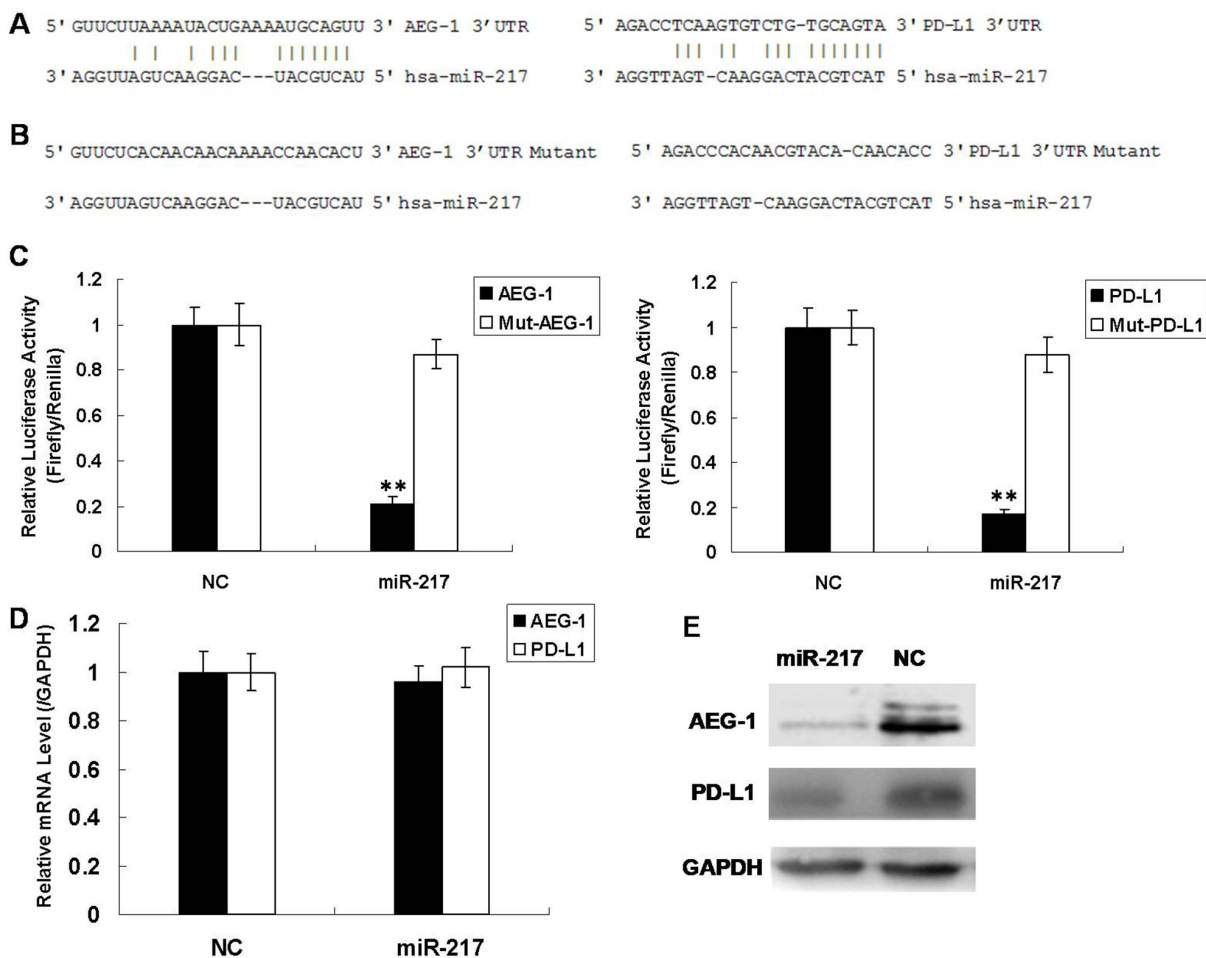 A
5' GUUCUUAAAAUACUGAAAAUGCAGUU 3' AEG-1 3'UTR
3' AGGUUAGUCAAGGAC---UACGUCAU 5' hsa-miR-217
5' AGACCTCAAGTGTCTG-TGCAGTA 3' PD-L1 3'UTR
3' AGGTTAGT-CAAGGACTACGTCAT 5' hsa-miR-217
B
5' GUUCUCACAACAACAAAACCAACACU 3' AEG-1 3'UTR Mutant
3' AGGUUAGUCAAGGAC---UACGUCAU 5' hsa-miR-217
5' AGACCCACAACGTACA-CAACACC 3' PD-L1 3'UTR Mutant
3' AGGTTAGT-CAAGGACTACGTCAT 5' hsa-miR-217
C
Relative Luciferase Activity
(Firefly/Renilla)
1.2
1
0.8
0.6
0.4
0.2
0
AEG-1
Mut-AEG-1
**
NC
miR-217
Relative Luciferase Activity
(Firefly/Renilla)
1.2
1
0.8
0.6
0.4
0.2
0
PD-L1
Mut-PD-L1
**
NC
miR-217
D
Relative mRNA Level (/GAPDH)
1.2
1
0.8
0.6
0.4
0.2
0
AEG-1
PD-L1
NC
miR-217
E
miR-217 NC
AEG-1
PD-L1
GAPDH